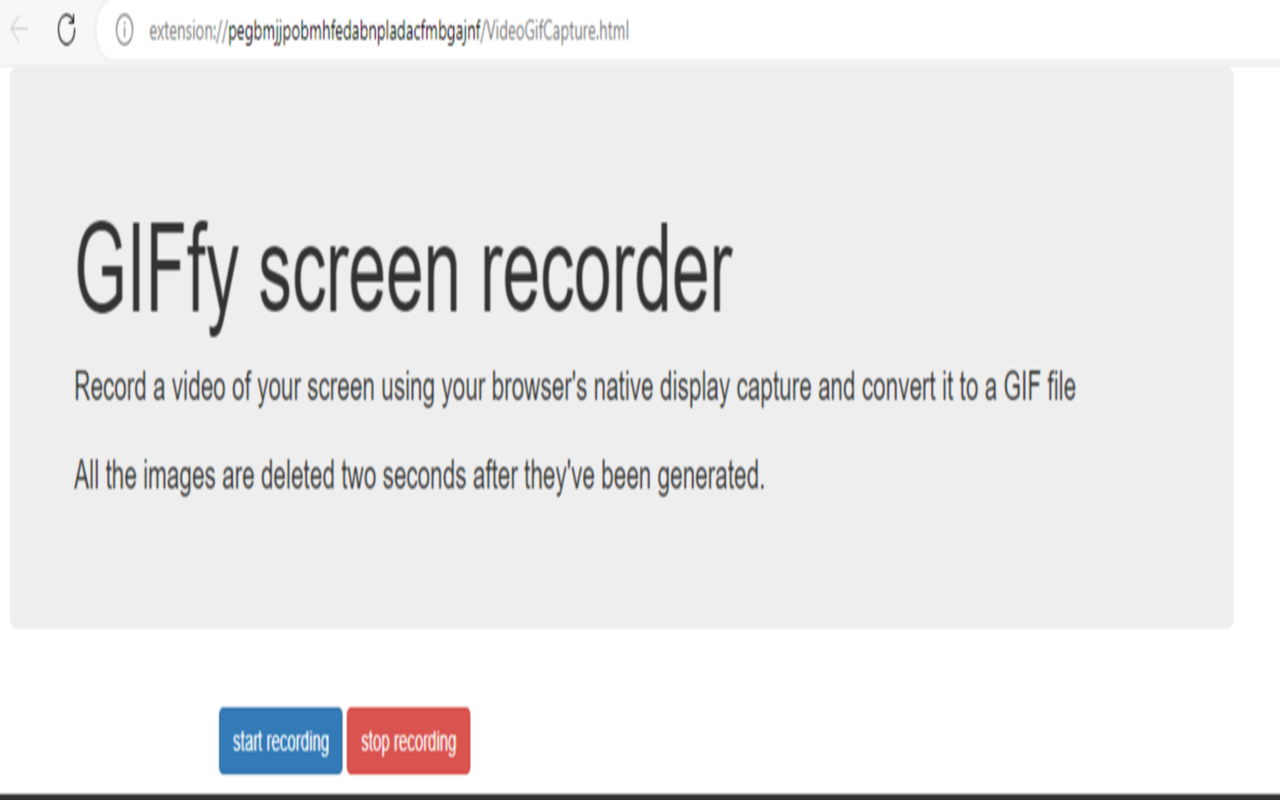 extension://pegbmjjpobmhfedabnpladacfmbgajnf/VideoGifCapture.html
GIFfy screen recorder
Record a video of your screen using your browser's native display capture and convert it to a GIF file
All the images are deleted two seconds after they've been generated.
start recording stop recording